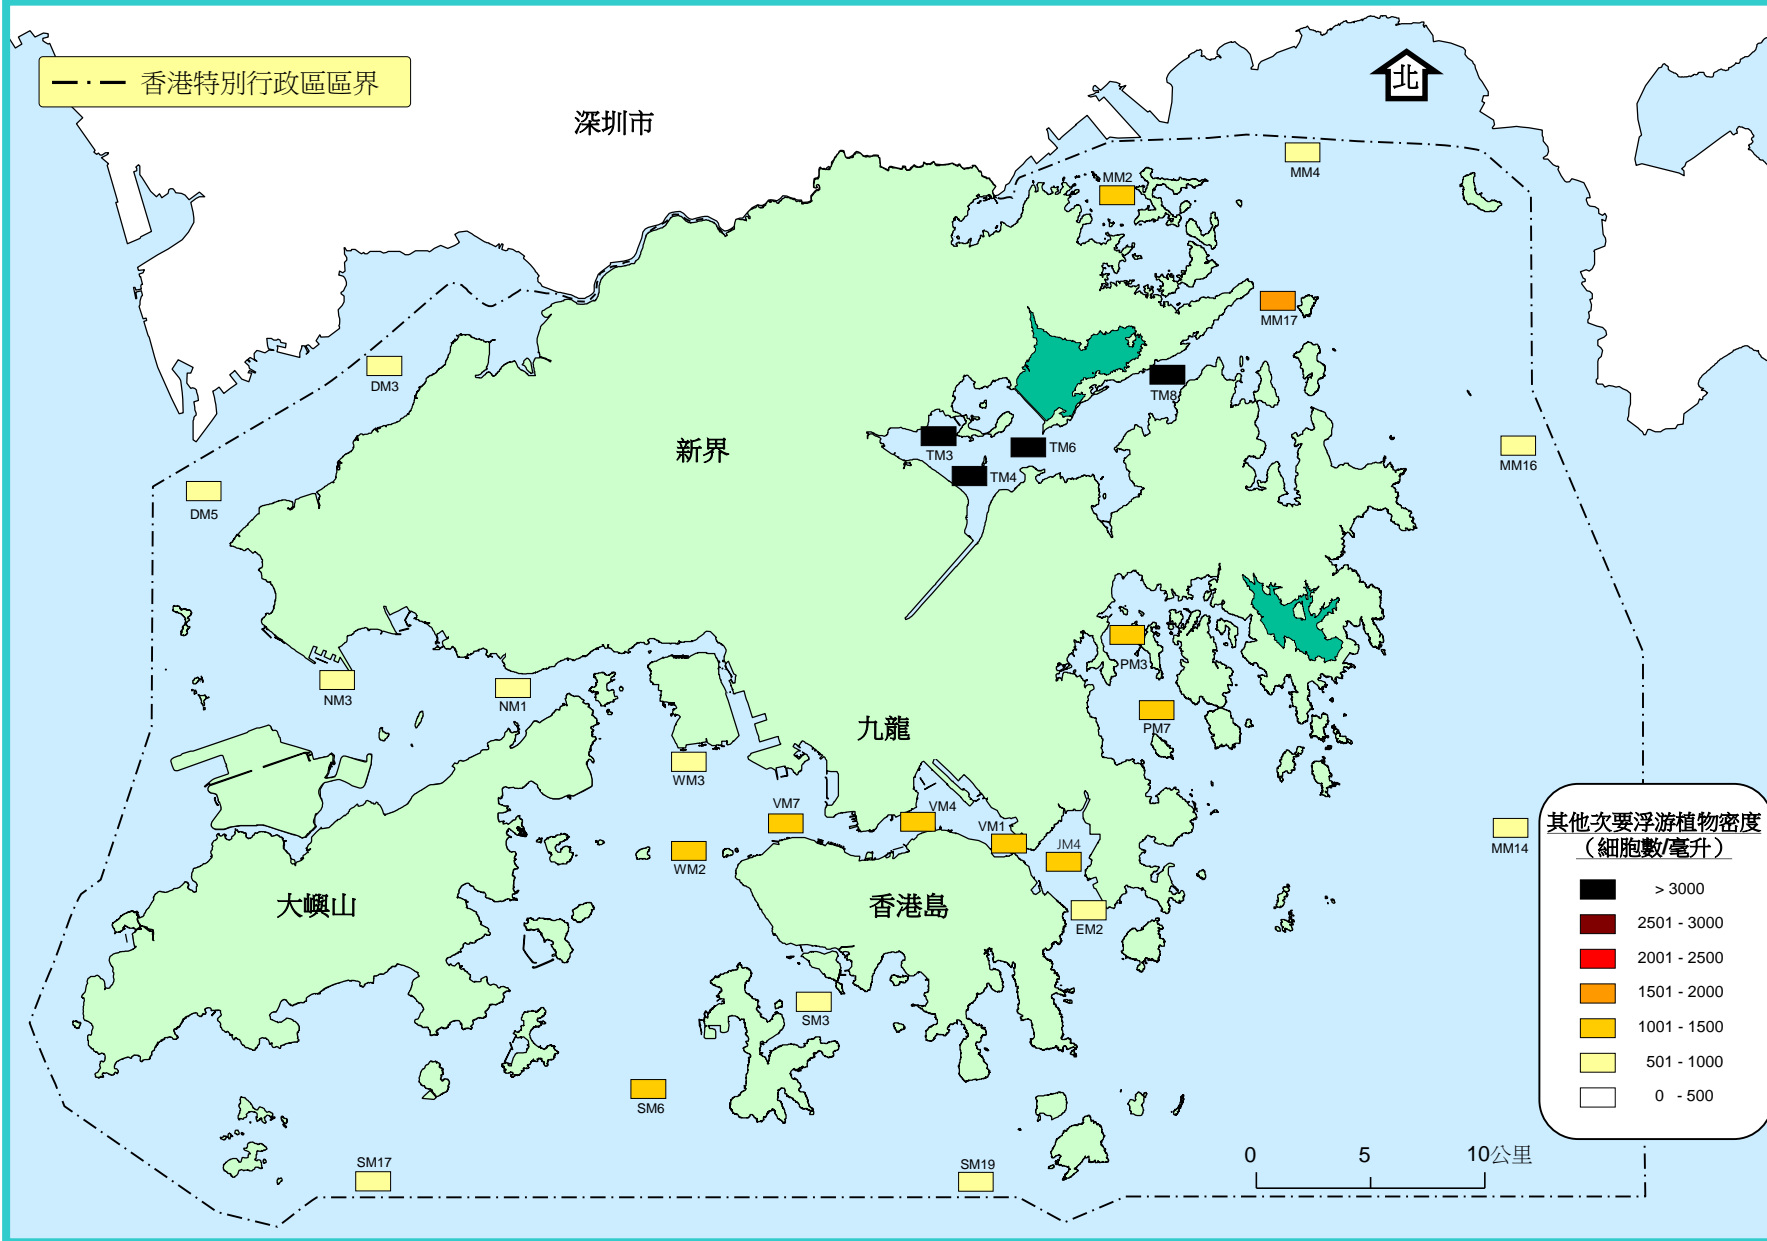 香港特別行政區區界
北
深圳市
MM2
MM4
MM17
DM3
TM8
TM3
TM6
TM4
新界
MM16
DM5
PM3
NM3
NM1
PM7
九龍
WM3
VM7
VM4
VM1
JM4
WM2
MM14
大嶼山
香港島
EM2
SM3
SM6
SM17
SM19
其他次要浮游植物密度
（細胞數/毫升）
> 3000
2501 - 3000
2001 - 2500
1501 - 2000
1001 - 1500
501 - 1000
0 - 500
0 5 10公里